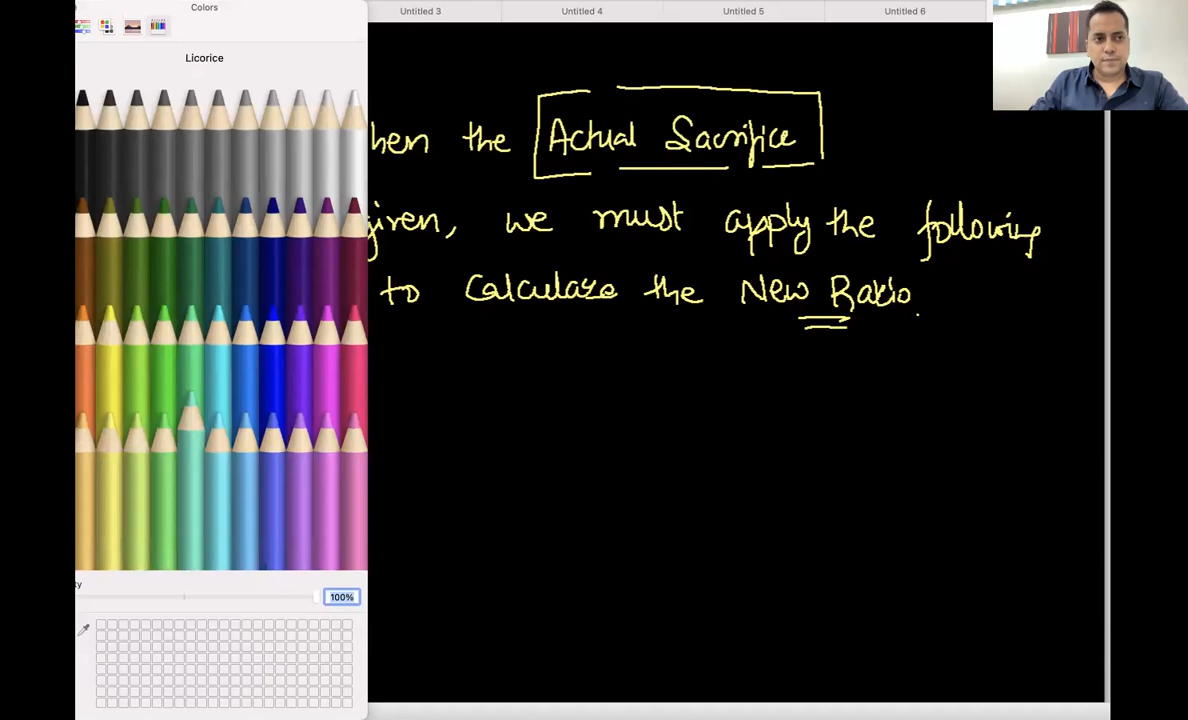 Colors
Untitled 3
Untitled 4
Untitled 5
Untitled 6
Licorice
hen the Actual Sacrifice
given, we must apply the following
to Calculate the New Ratio.
ty
100%